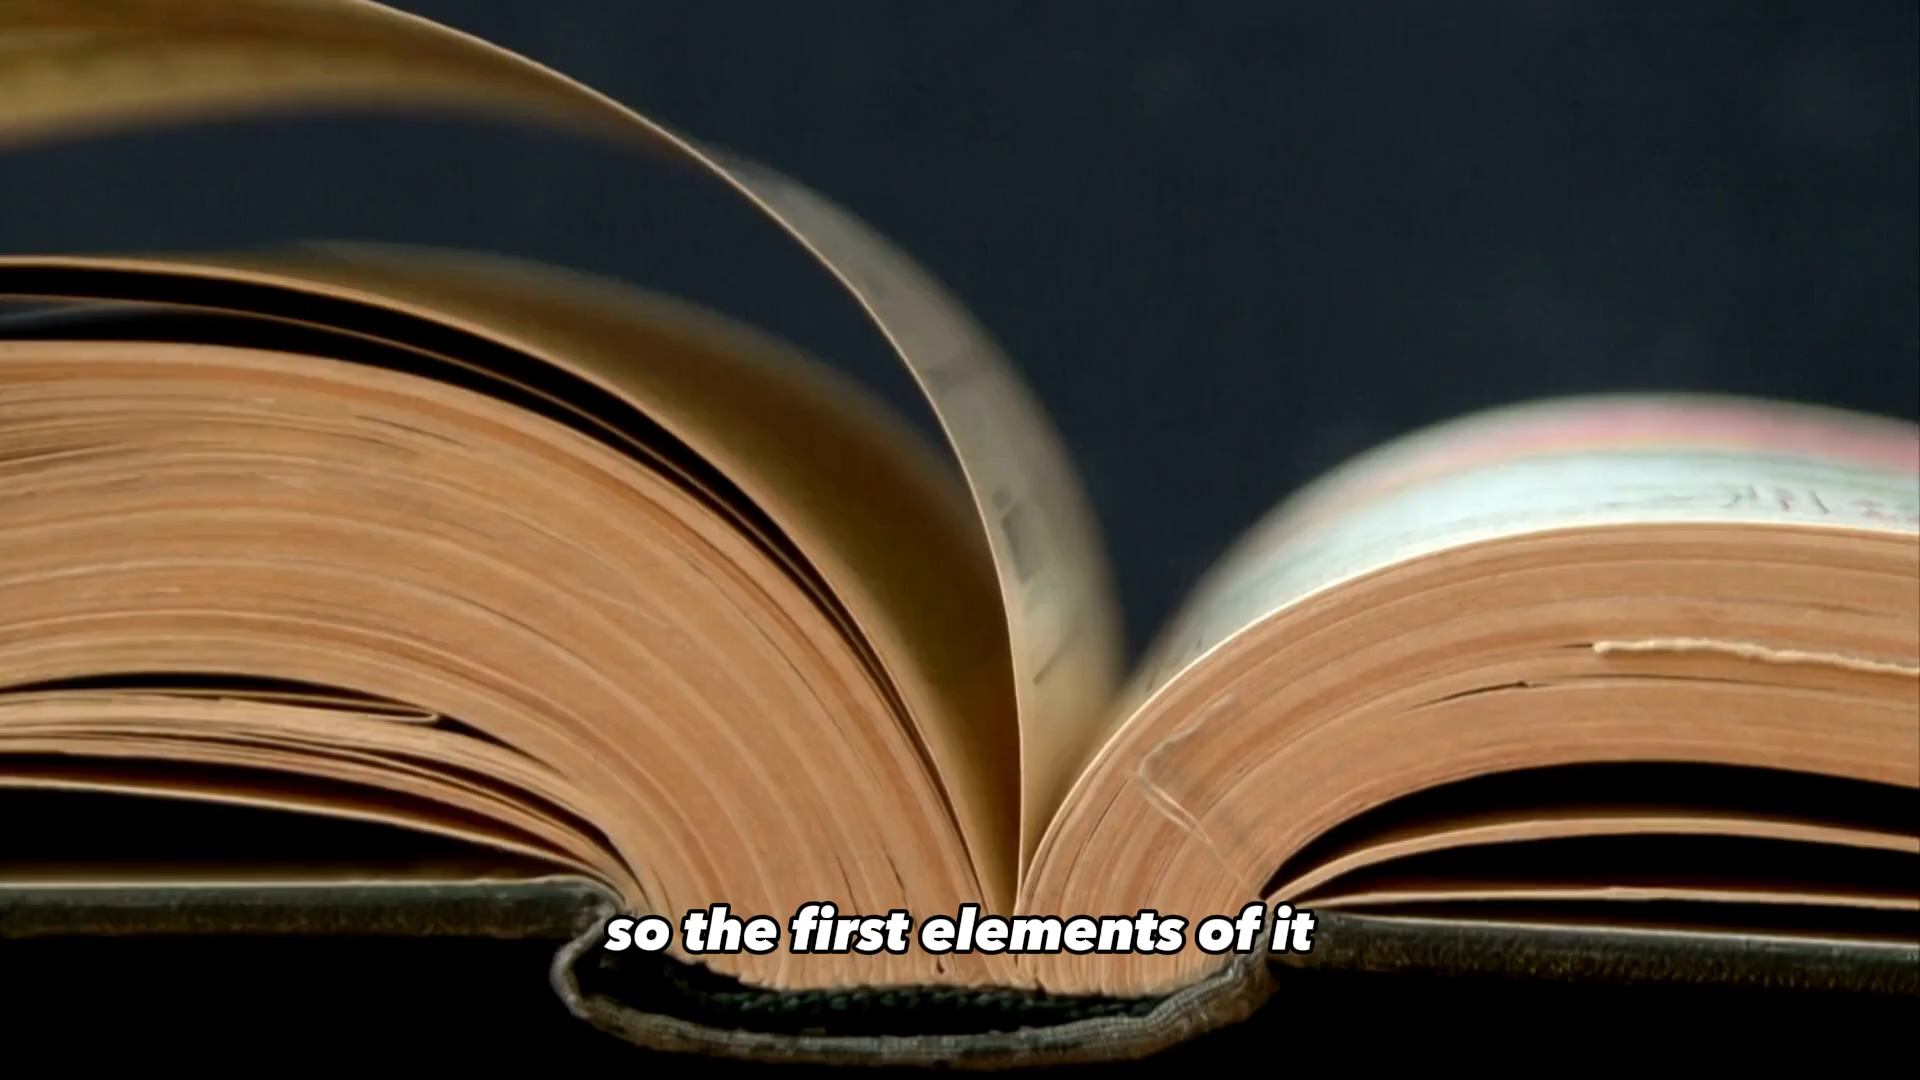 so the first elements of it